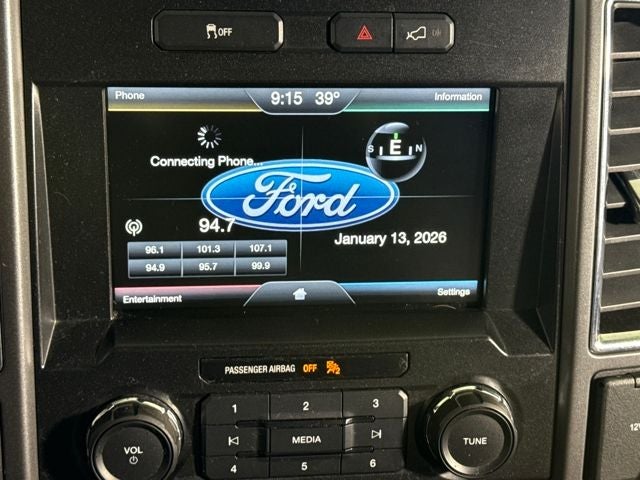 OFF
Phone
9:15 39°
Information
S E N
Connecting Phone...
Ford
94.7
January 13, 2026
96.1 101.3 107.1
94.9 95.7 99.9
Entertainment
Settings
PASSENGER AIRBAG OFF
2
1 2 3
MEDIA
4 5 6
VOL
TUNE
12V